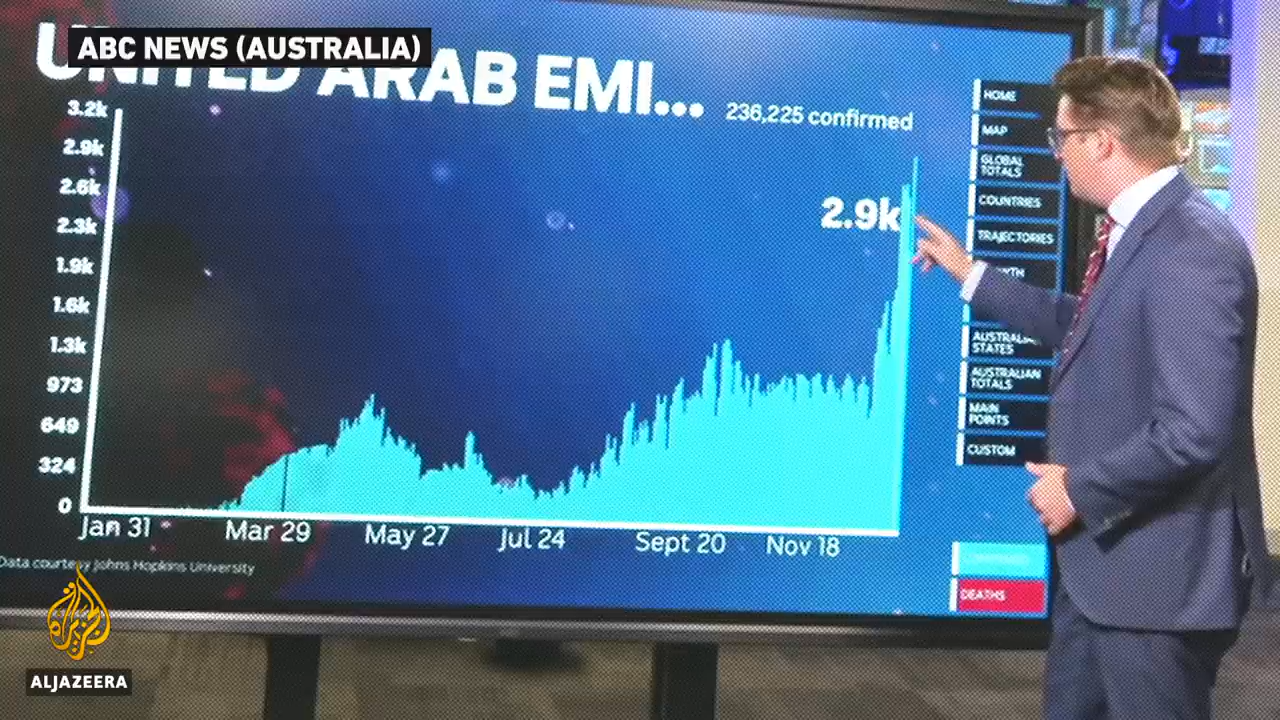 ABC NEWS (AUSTRALIA)
UNITED ARAB EMI...
236,225 confirmed
3.2k
2.9k
2.6k
2.3k
1.9k
1.6k
1.3k
973
649
324
0
2.9k
Jan 31
Mar 29
May 27
Jul 24
Sept 20
Nov 18
Data courtesy Johns Hopkins University
HOME
MAP
GLOBAL
TOTALS
COUNTRIES
TRAJECTORIES
AUSTRALIAN
STATES
AUSTRALIAN
TOTALS
MAIN
POINTS
CUSTOM
DEATHS
ALJAZEERA